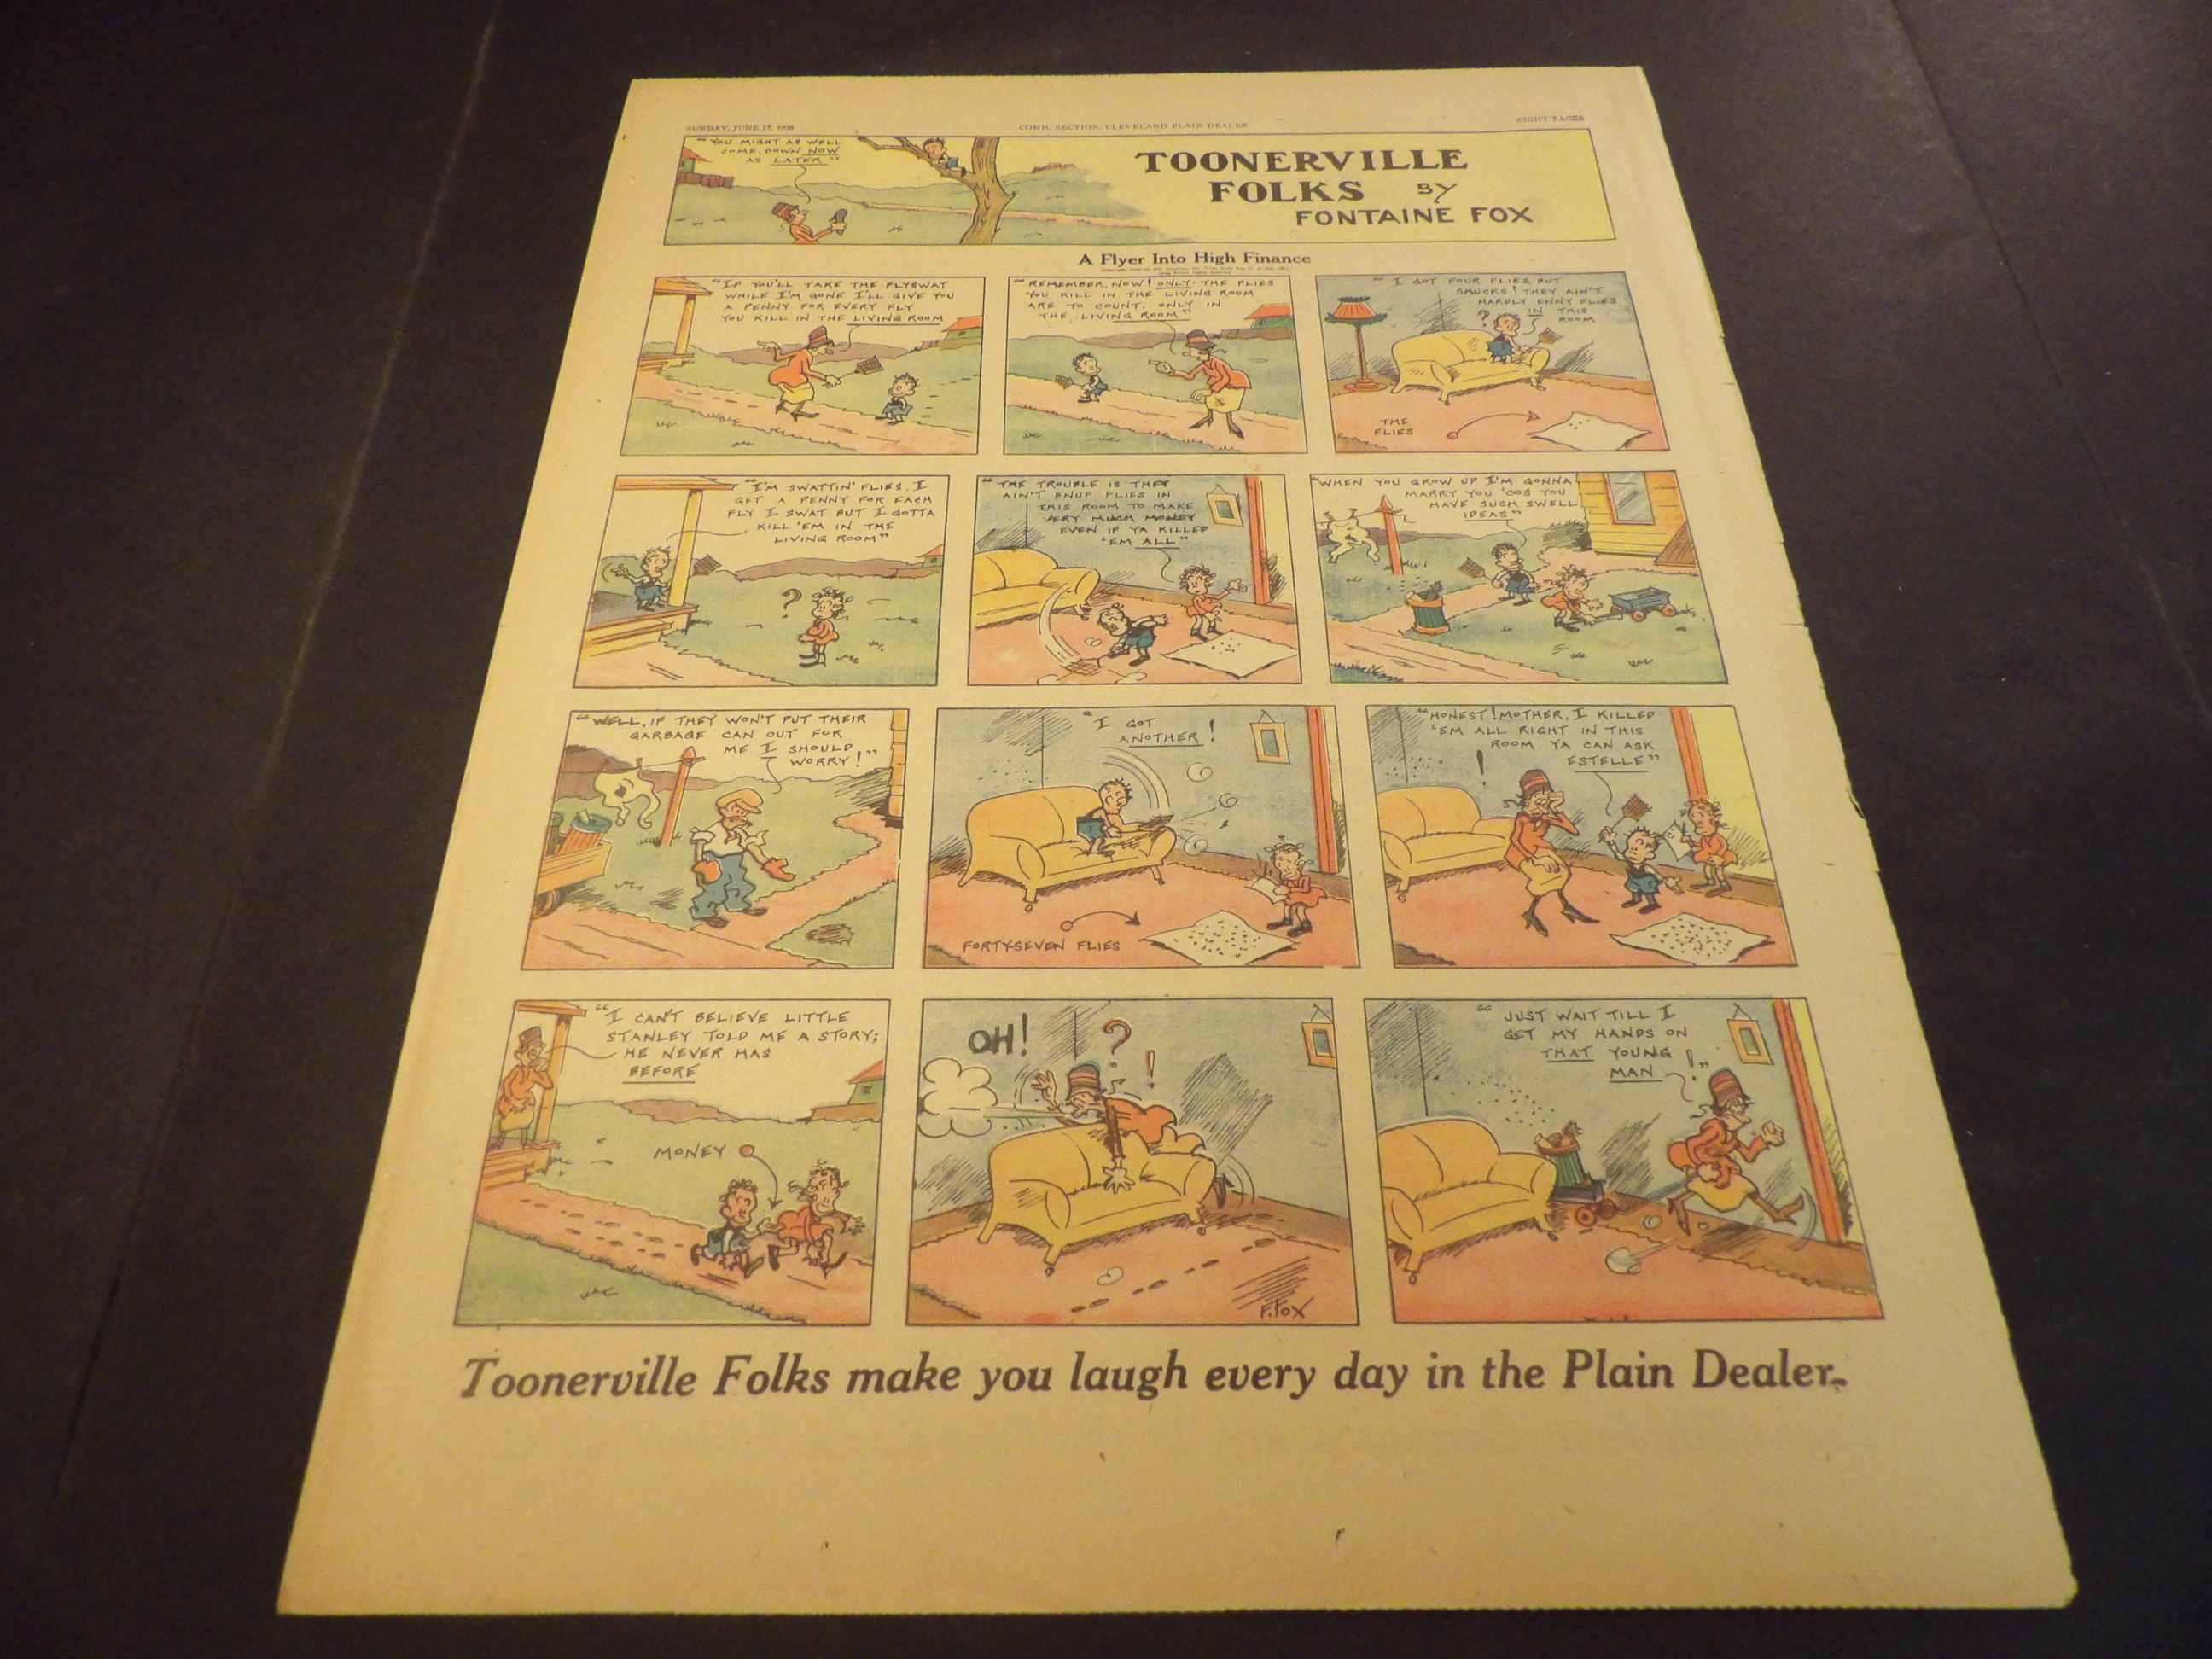 SUNDAY, JUNE 17, 1928
COMIC SECTION, CLEVELAND PLAIN DEALER
EIGHT PAGES
"YOU MIGHT AS WELL
COME DOWN NOW
AS LATER"
TOONERVILLE
FOLKS BY
FONTAINE FOX
A Flyer Into High Finance
"IF YOU'LL TAKE THE FLYSWAT
WHILE I'M GONE I'LL GIVE YOU
A PENNY FOR EVERY FLY
YOU KILL IN THE LIVING ROOM
"REMEMBER, NOW! ONLY THE FLIES
YOU KILL IN THE LIVING ROOM
ARE TO COUNT. ONLY IN
THE LIVING ROOM"
"I GOT FOUR FLIES BUT
SHUCKS! THEY AIN'T
HARDLY ENNY FLIES
IN THIS
ROOM
?
THE
FLIES
"I'M SWATTIN' FLIES. I
GET A PENNY FOR EACH
FLY I SWAT BUT I GOTTA
KILL 'EM IN THE
LIVING ROOM"
?
"THE TROUBLE IS THEY
AIN'T ENUF FLIES IN
THIS ROOM TO MAKE
VERY MUCH MONEY
EVEN IF YA KILLED
'EM ALL"
"WHEN YOU GROW UP I'M GONNA
MARRY YOU 'COS YOU
HAVE SUCH SWELL
IDEAS"
"WELL, IF THEY WON'T PUT THEIR
GARBAGE CAN OUT FOR
ME I SHOULD
WORRY!"
"I GOT
ANOTHER!
FORTY-SEVEN FLIES
"HONEST! MOTHER, I KILLED
'EM ALL RIGHT IN THIS
ROOM. YA CAN ASK
ESTELLE"
!
"I CAN'T BELIEVE LITTLE
STANLEY TOLD ME A STORY;
HE NEVER HAS
BEFORE
MONEY
OH!
?
!
F. FOX
"JUST WAIT TILL I
GET MY HANDS ON
THAT YOUNG
MAN!"
Toonerville Folks make you laugh every day in the Plain Dealer.